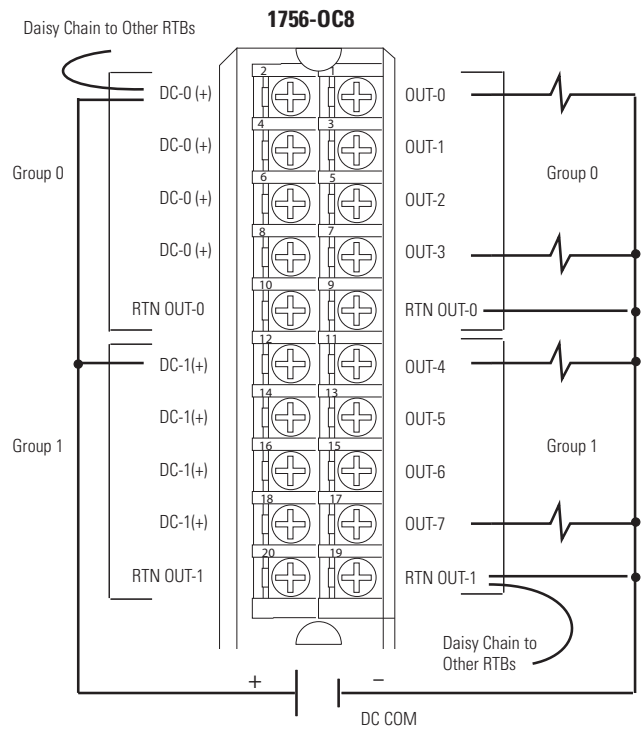 1756-OC8
Daisy Chain to Other RTBs
2 1
DC-0 (+) OUT-0
4 3
DC-0 (+) OUT-1
Group 0 Group 0
6 5
DC-0 (+) OUT-2
8 7
DC-0 (+) OUT-3
10 9
RTN OUT-0 RTN OUT-0
12 11
DC-1(+) OUT-4
14 13
DC-1(+) OUT-5
Group 1 Group 1
16 15
DC-1(+) OUT-6
18 17
DC-1(+) OUT-7
20 19
RTN OUT-1 RTN OUT-1
Daisy Chain to
Other RTBs
+ –
DC COM